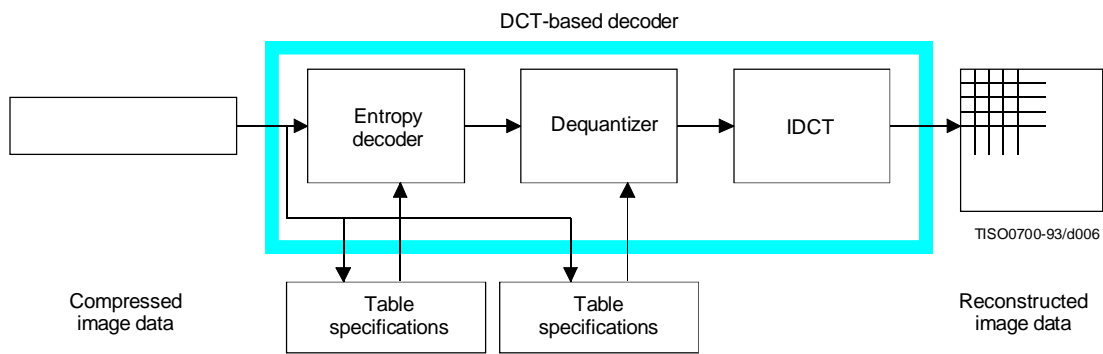 DCT-based decoder
Entropy
decoder
Dequantizer
IDCT
TISO0700-93/d006
Compressed
image data
Table
specifications
Table
specifications
Reconstructed
image data